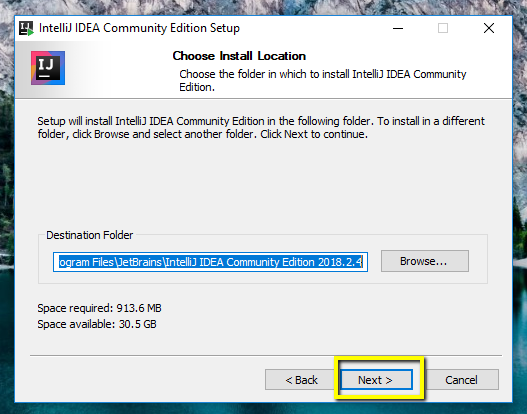 IntelliJ IDEA Community Edition Setup
IJ
Choose Install Location
Choose the folder in which to install IntelliJ IDEA Community
Edition.
Setup will install IntelliJ IDEA Community Edition in the following folder. To install in a different
folder, click Browse and select another folder. Click Next to continue.
Destination Folder
ogram Files\JetBrains\IntelliJ IDEA Community Edition 2018.2.4
Browse...
Space required: 913.6 MB
Space available: 30.5 GB
< Back Next > Cancel